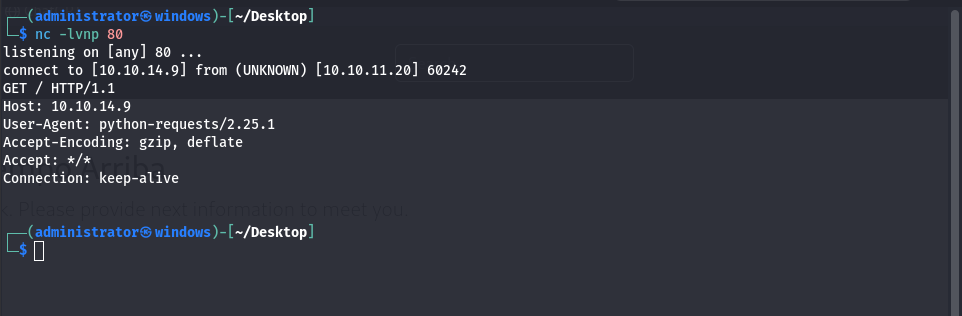 ┌──(administrator㉿windows)-[~/Desktop]
└─$ nc -lvnp 80
listening on [any] 80 ...
connect to [10.10.14.9] from (UNKNOWN) [10.10.11.20] 60242
GET / HTTP/1.1
Host: 10.10.14.9
User-Agent: python-requests/2.25.1
Accept-Encoding: gzip, deflate
Accept: */*
Connection: keep-alive
Arriba
Please provide next information to meet you.
┌──(administrator㉿windows)-[~/Desktop]
└─$